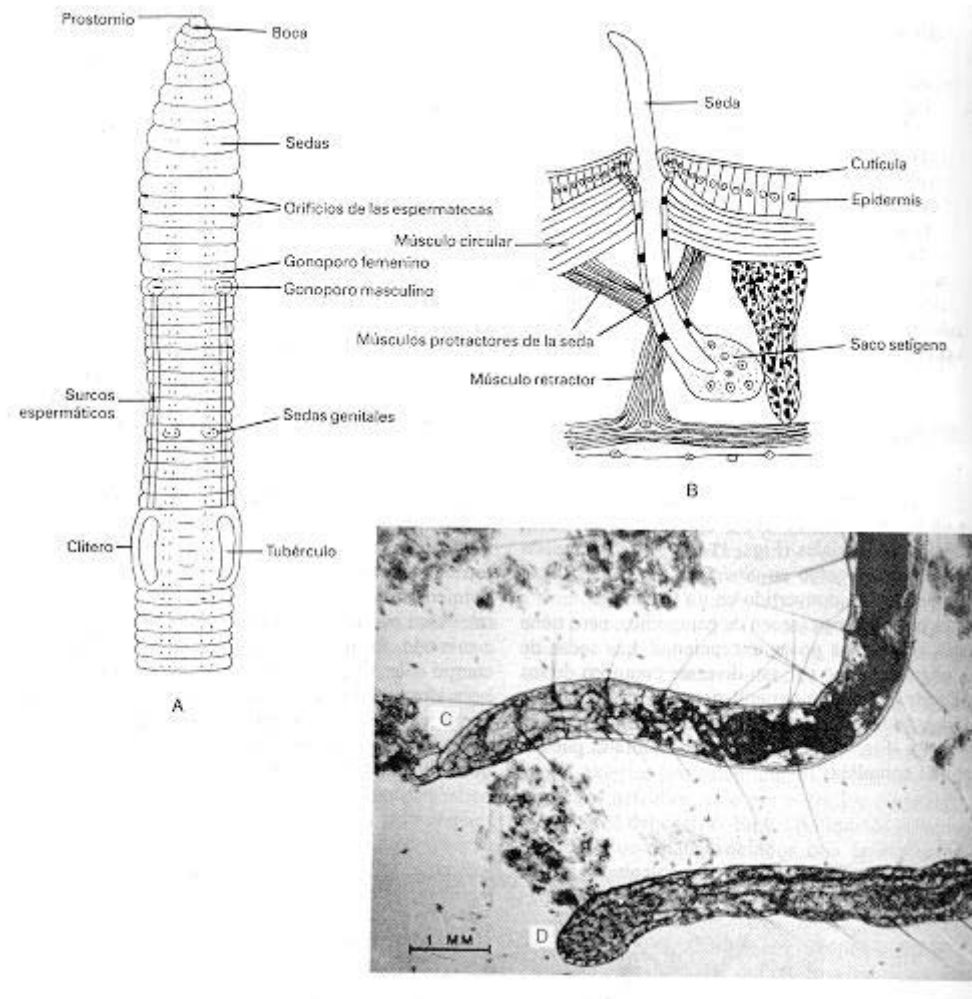 Prostomio
Boca
Sedas
Orificios de las espermatecas
Gonoporo femenino
Gonoporo masculino
Surcos
espermáticos
Sedas genitales
Clitero
Tubérculo
A
Seda
Cutícula
Epidermis
Músculo circular
Músculos protractores de la seda
Saco setígeno
Músculo retractor
B
C
D
1 MM